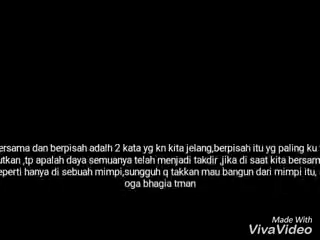 ersama dan berpisah adalh 2 kata yg kn kita jelang,berpisah itu yg paling ku
utkan ,tp apalah daya semuanya telah menjadi takdir ,jika di saat kita bersam
eperti hanya di sebuah mimpi,sungguh q takkan mau bangun dari mimpi itu,
oga bhagia tman
Made With
VivaVideo